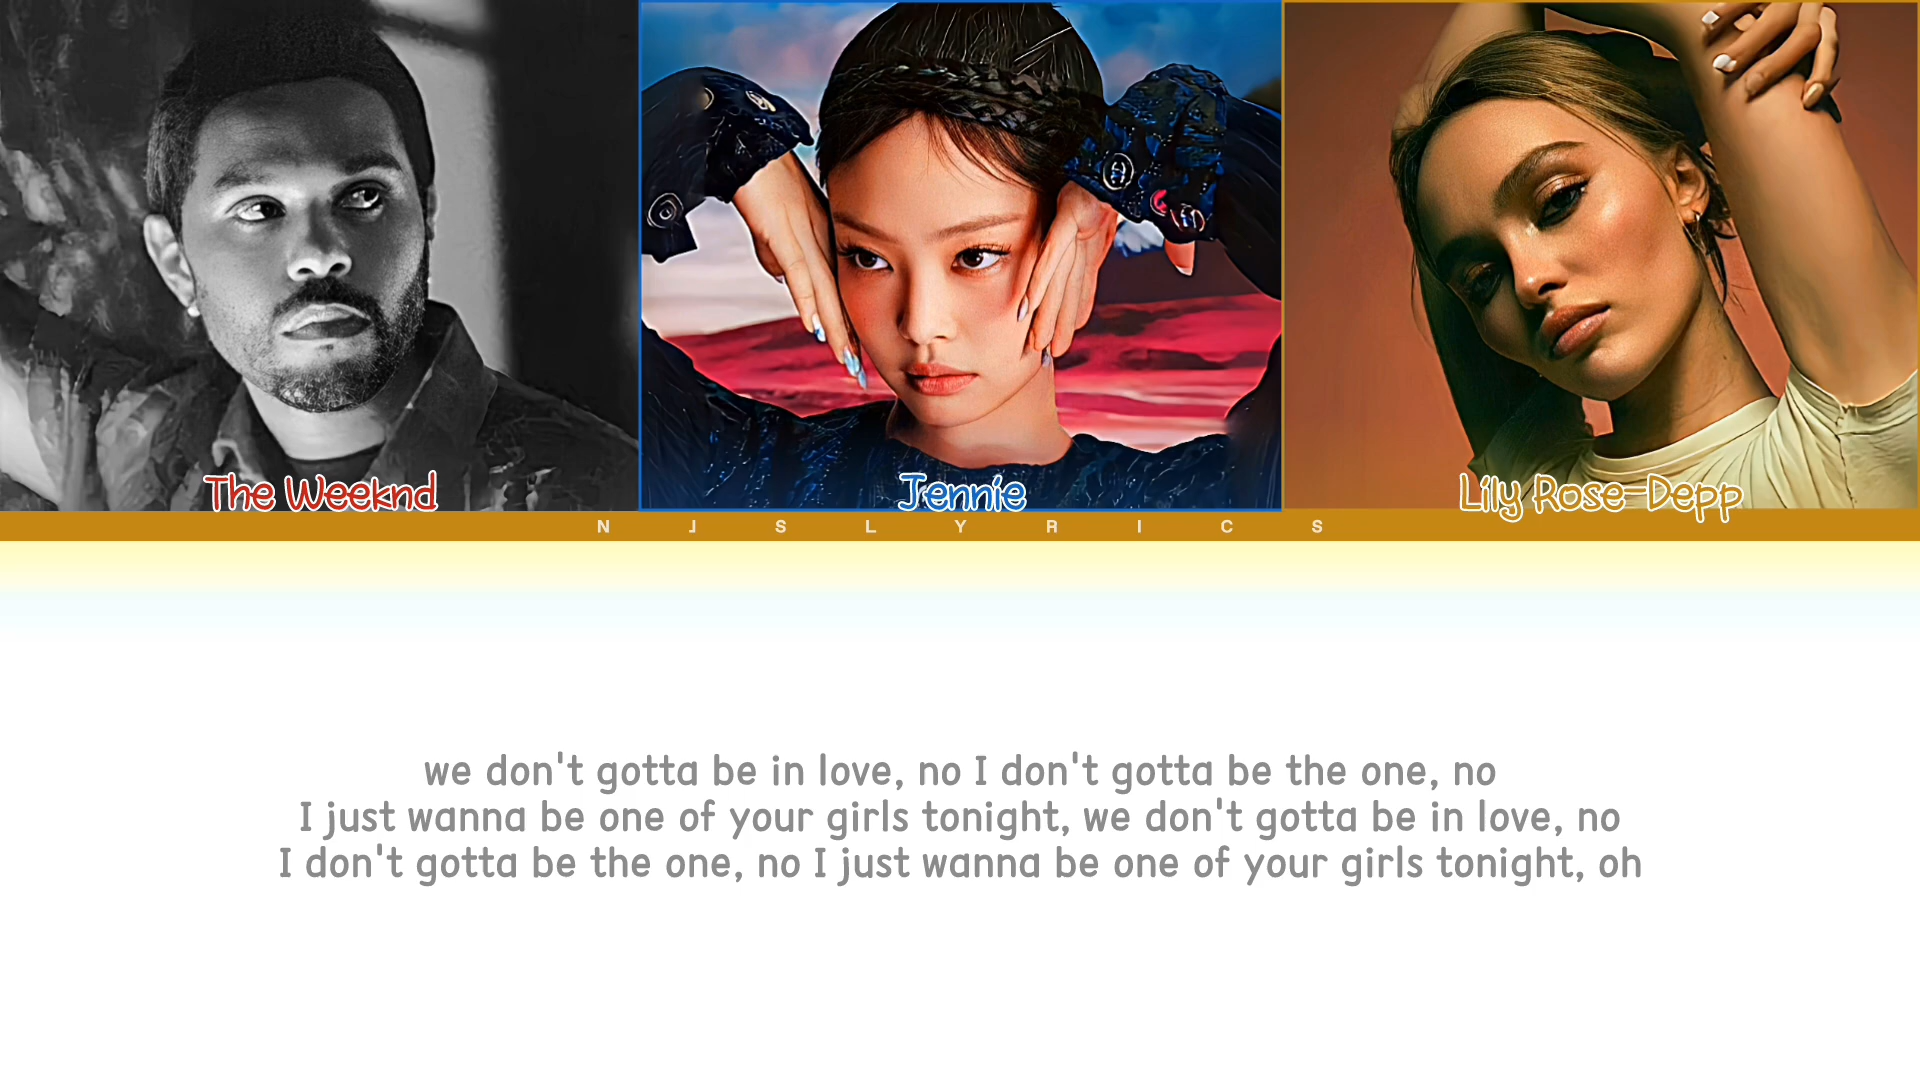 The Weeknd
Jennie
Lily Rose-Depp
N J S L Y R I C S
we don't gotta be in love, no I don't gotta be the one, no
I just wanna be one of your girls tonight, we don't gotta be in love, no
I don't gotta be the one, no I just wanna be one of your girls tonight, oh